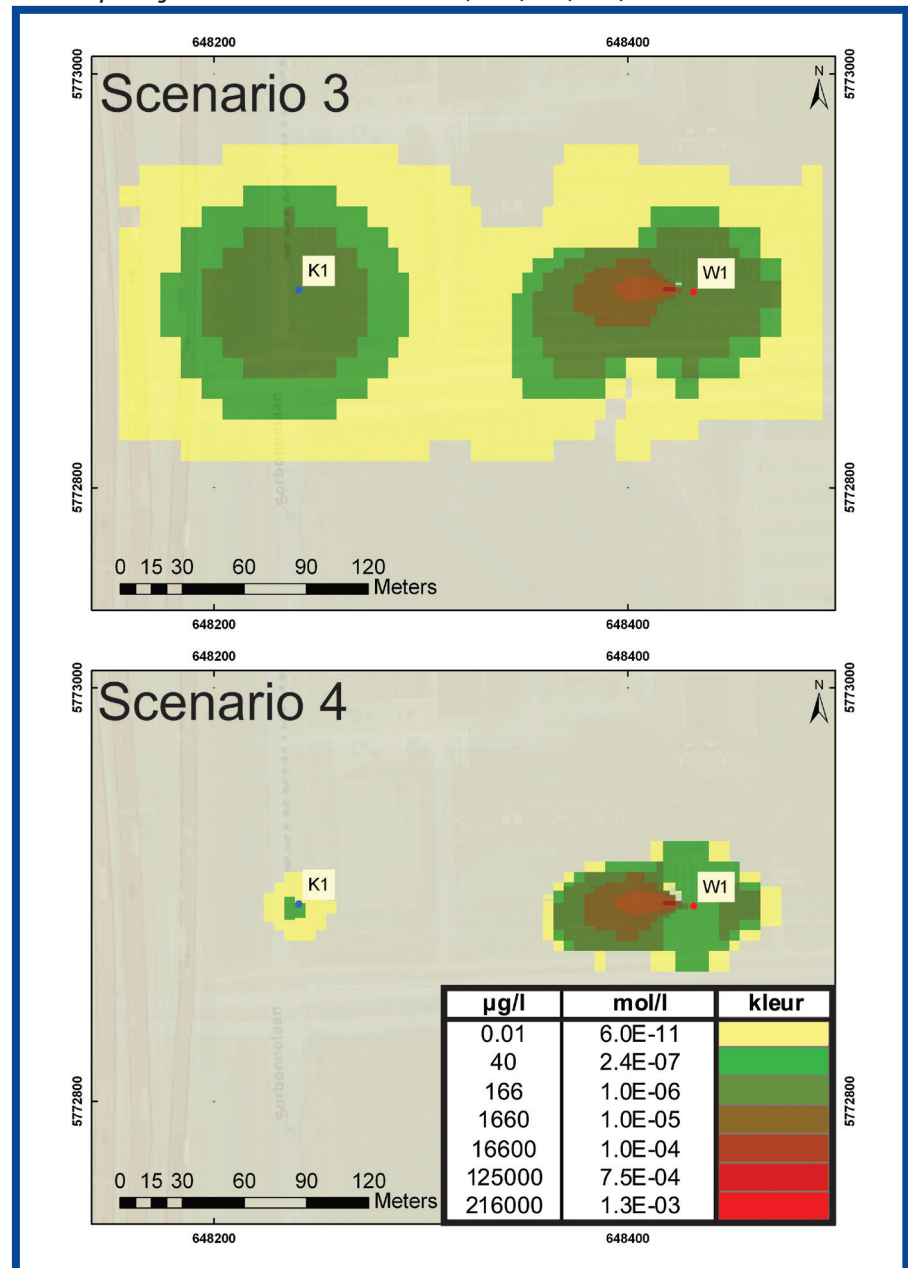 648200 648400
5773000 5773000
Scenario 3
N
K1
W1
Sorbonnelaan
5772800 5772800
0 15 30 60 90 120
Meters
648200 648400
648200 648400
5773000 5773000
Scenario 4
N
K1
W1
Sorbonnelaan
5772800 5772800
µg/l mol/l kleur
0.01 6.0E-11
40 2.4E-07
166 1.0E-06
1660 1.0E-05
16600 1.0E-04
125000 7.5E-04
216000 1.3E-03
0 15 30 60 90 120
Meters
648200 648400